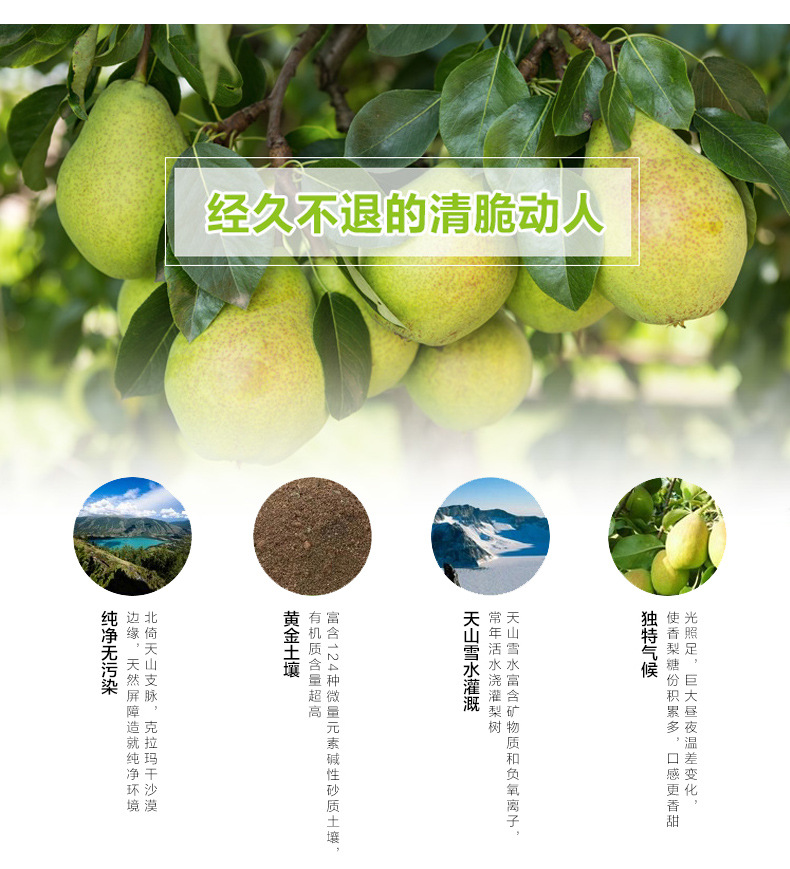 经久不退的清脆动人
纯净无污染
北倚天山支脉，克拉玛干沙漠
边缘，天然屏障造就纯净环境
黄金土壤
富含124种微量元素碱性砂质土壤，
有机质含量超高
天山雪水灌溉
天山雪水富含矿物质和负氧离子，
常年活水浇灌梨树
独特气候
光照足，巨大昼夜温差变化，
使香梨糖份积累多，口感更香甜